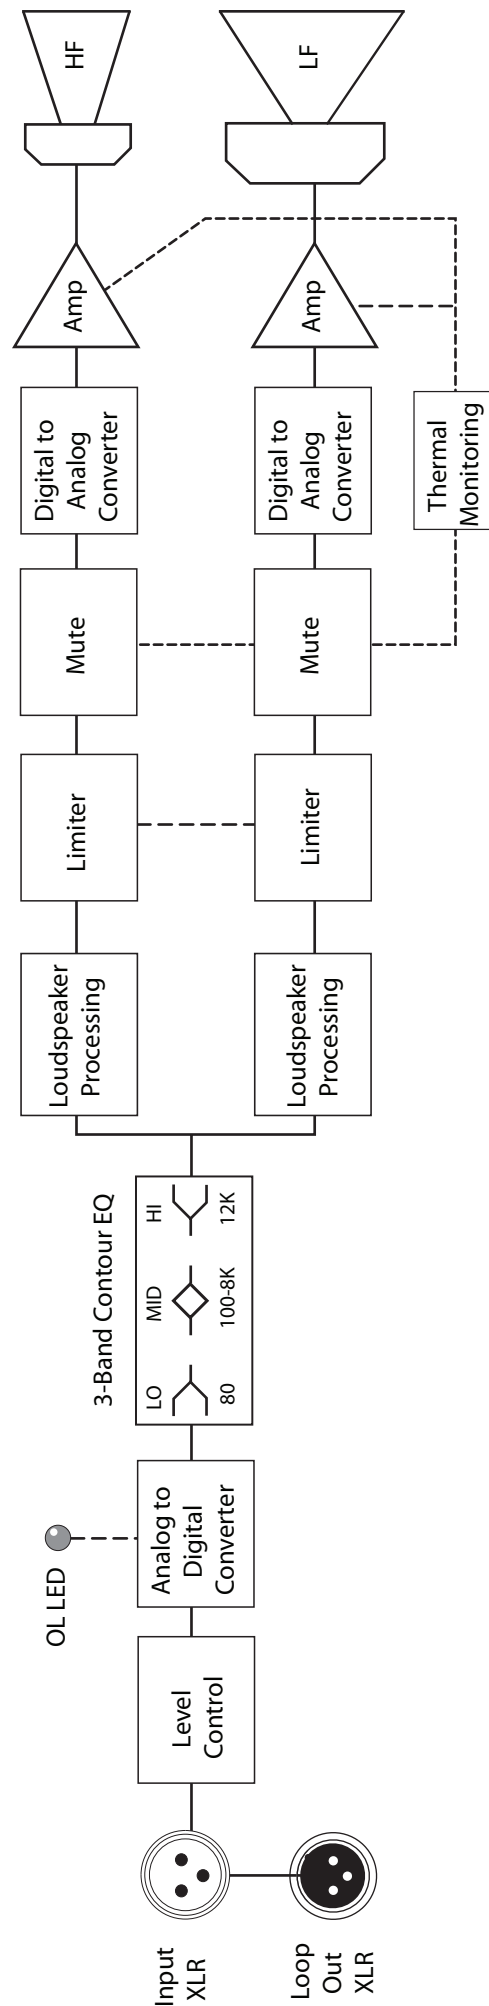 Input
XLR
Loop
Out
XLR
Level
Control
OL LED
Analog to
Digital
Converter
3-Band Contour EQ
LO
MID
HI
80
100-8K
12K
Loudspeaker
Processing
Limiter
Mute
Digital to
Analog
Converter
Amp
HF
Loudspeaker
Processing
Limiter
Mute
Digital to
Analog
Converter
Amp
LF
Thermal
Monitoring